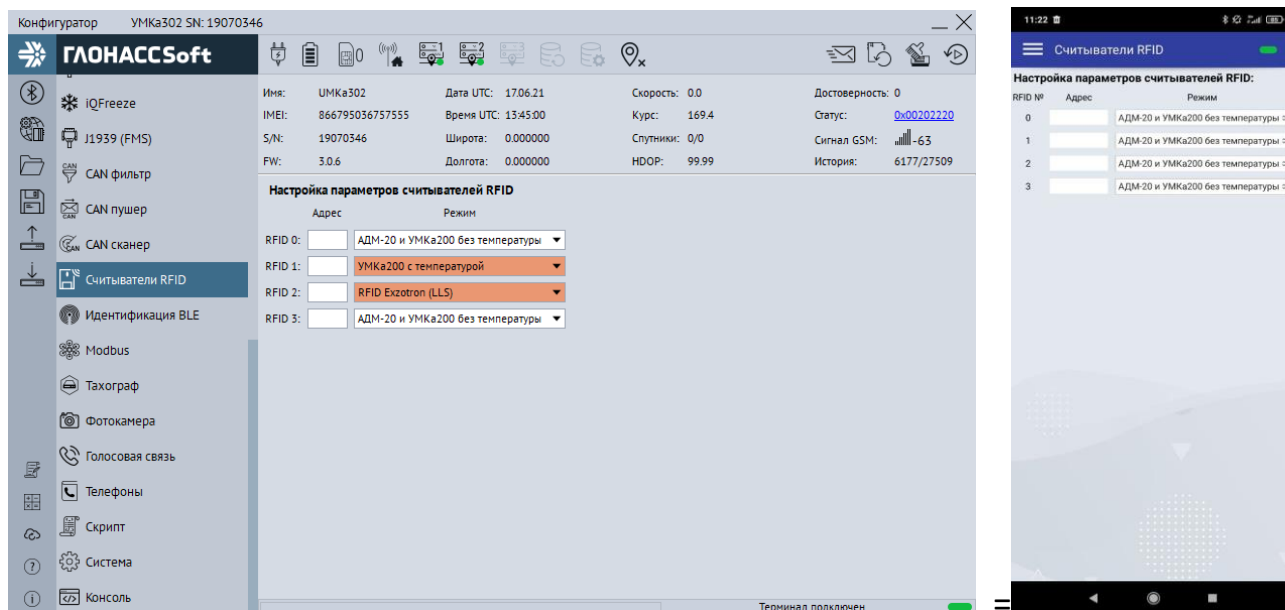 Конфигуратор УМКа302 SN: 19070346
ГЛОНАССSoft
0
1
2
iQFreeze
J1939 (FMS)
CAN фильтр
CAN пушер
CAN сканер
Считыватели RFID
Идентификация BLE
Modbus
Тахограф
Фотокамера
Голосовая связь
Телефоны
Скрипт
Система
Консоль
Имя: УМКа302 Дата UTC: 17.06.21 Скорость: 0.0 Достоверность: 0
IMEI: 866795036757555 Время UTC: 13:45:00 Курс: 169.4 Статус: 0x00202220
S/N: 19070346 Широта: 0.000000 Спутники: 0/0 Сигнал GSM: -63
FW: 3.0.6 Долгота: 0.000000 HDOP: 99.99 История: 6177/27509
Настройка параметров считывателей RFID
Адрес Режим
RFID 0: АДМ-20 и УМКа200 без температуры
RFID 1: УМКа200 с температурой
RFID 2: RFID Exzotron (LLS)
RFID 3: АДМ-20 и УМКа200 без температуры
Терминал подключен
=
11:22
Считыватели RFID
Настройка параметров считывателей RFID:
RFID № Адрес Режим
0 АДМ-20 и УМКа200 без температуры
1 АДМ-20 и УМКа200 без температуры
2 АДМ-20 и УМКа200 без температуры
3 АДМ-20 и УМКа200 без температуры